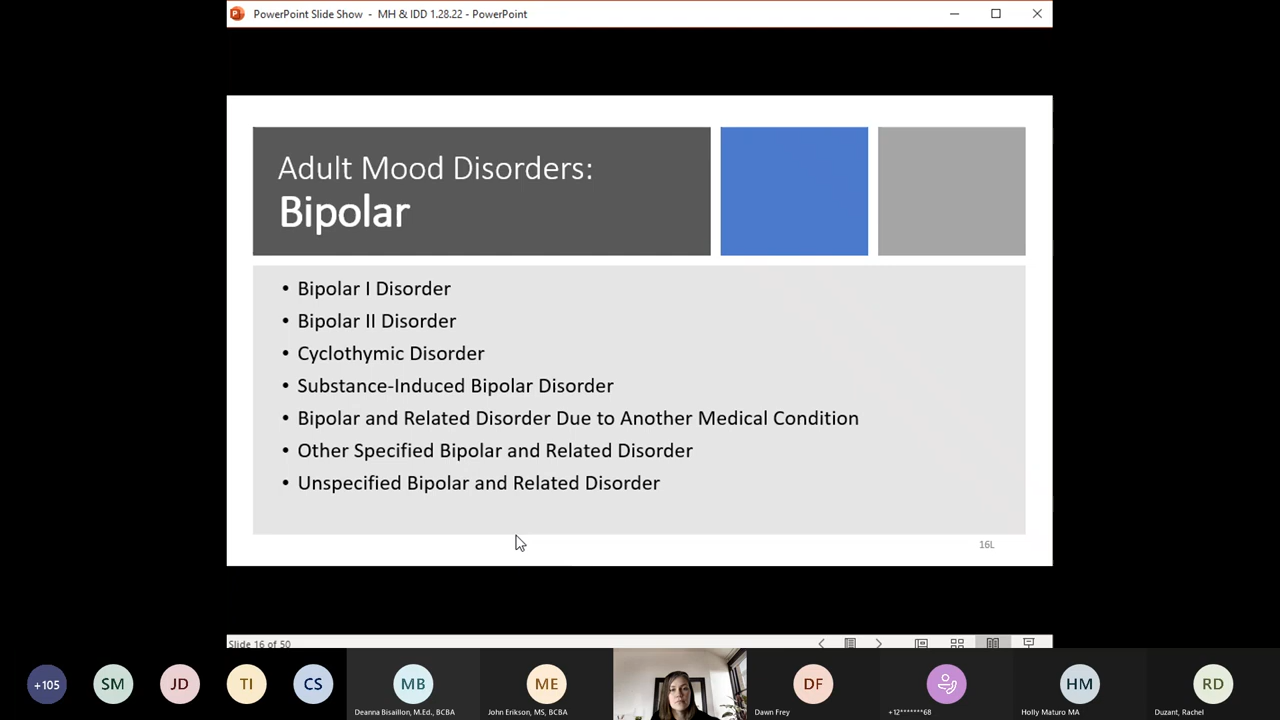 PowerPoint Slide Show - MH & IDD 1.28.22 - PowerPoint
Adult Mood Disorders:
Bipolar
• Bipolar I Disorder
• Bipolar II Disorder
• Cyclothymic Disorder
• Substance-Induced Bipolar Disorder
• Bipolar and Related Disorder Due to Another Medical Condition
• Other Specified Bipolar and Related Disorder
• Unspecified Bipolar and Related Disorder
16L
Slide 16 of 50
+105
SM
JD
TI
CS
MB
ME
DF
HM
RD
Deanna Bisaillon, M.Ed., BCBA
John Erikson, MS, BCBA
Dawn Frey
+12*******68
Holly Maturo MA
Duzant, Rachel